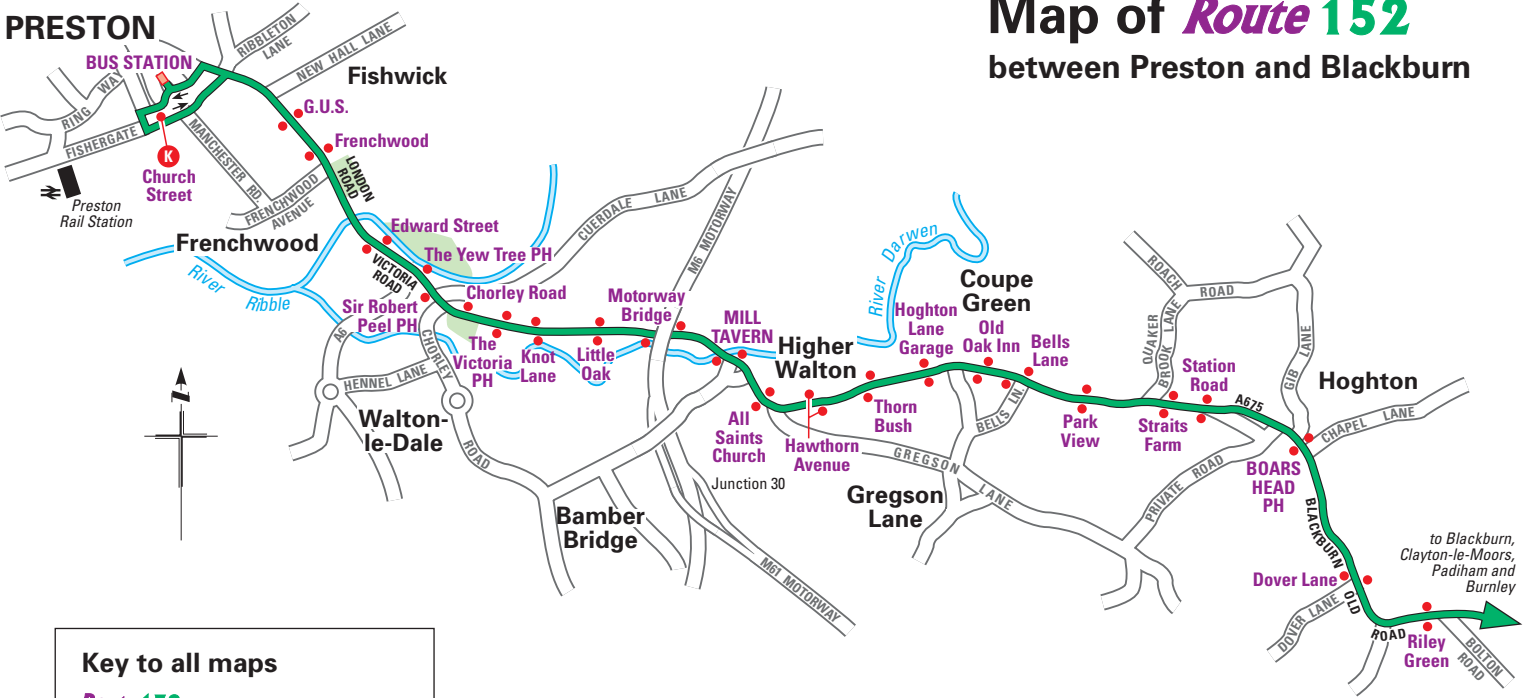 PRESTON
BUS STATION
Map of Route 152
between Preston and Blackburn
RIBBLETON
LANE
NEW HALL LANE
Fishwick
RING WAY
FISHERGATE
MANCHESTER RD.
G.U.S.
Frenchwood
K
Church
Street
Preston
Rail Station
FRENCHWOOD
AVENUE
LONDON
ROAD
Frenchwood
River Ribble
Edward Street
The Yew Tree PH
VICTORIA
ROAD
Sir Robert
Peel PH
Chorley Road
A6
HENNEL LANE
CHORLEY
ROAD
The
Victoria
PH
Knot
Lane
Little
Oak
Motorway
Bridge
CUERDALE LANE
M6 MOTORWAY
MILL
TAVERN
Higher
Walton
River Darwen
Walton-
le-Dale
Bamber
Bridge
N
All
Saints
Church
Junction 30
Hawthorn
Avenue
Thorn
Bush
Hoghton
Lane
Garage
Coupe
Green
Old
Oak Inn
Bells
Lane
BELLS LN.
GREGSON LANE
Gregson
Lane
M61 MOTORWAY
Park
View
Straits
Farm
Station
Road
ROACH ROAD
QUAKER
BROOK LANE
GIB LANE
A675
Hoghton
CHAPEL LANE
PRIVATE ROAD
BOARS
HEAD
PH
BLACKBURN OLD ROAD
Dover Lane
DOVER LANE
Riley
Green
BOLTON
ROAD
to Blackburn,
Clayton-le-Moors,
Padiham and
Burnley
Key to all maps
Route 152